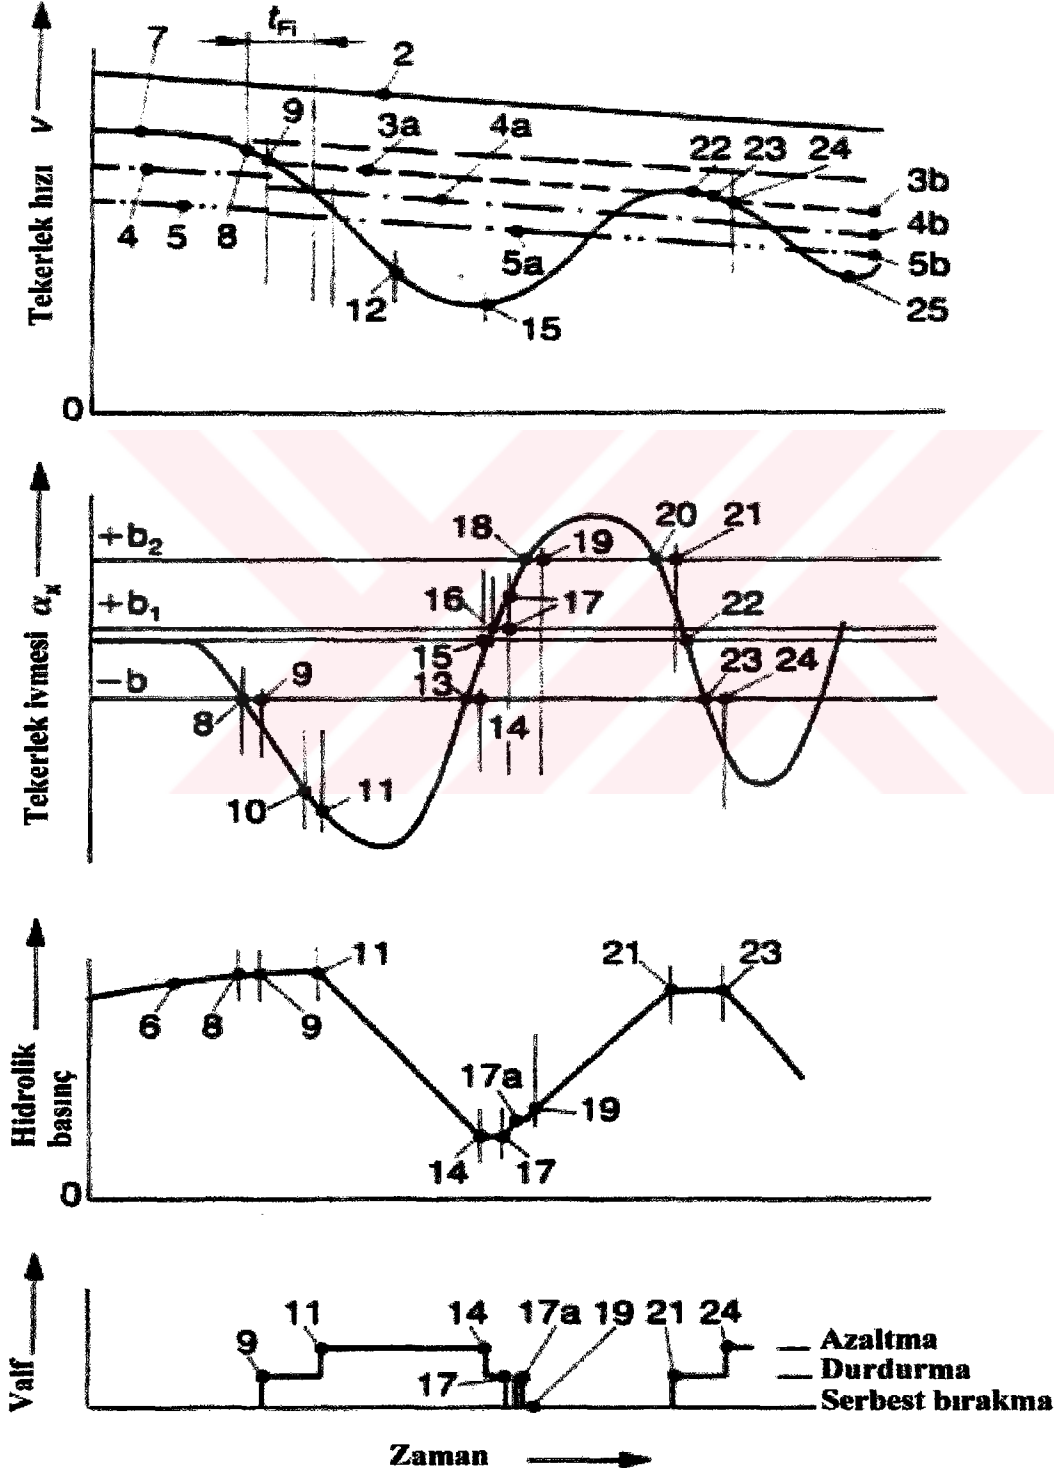 tFi
7
2
9
3a
4a
22 23 24
3b
4b
5b
4 5 8
5a
12
15
25
Tekerlek hızı V
0
+b2
18
19
20 21
+b1
16
17
22
15
-b
9
13
23 24
8
14
10
11
Tekerlek ivmesi αx
11
21
23
6 8 9
17a
19
14 17
Hidrolik basınç
0
9
11
14 17a 19 21 24
17
Azaltma
Durdurma
Serbest bırakma
Valf
Zaman